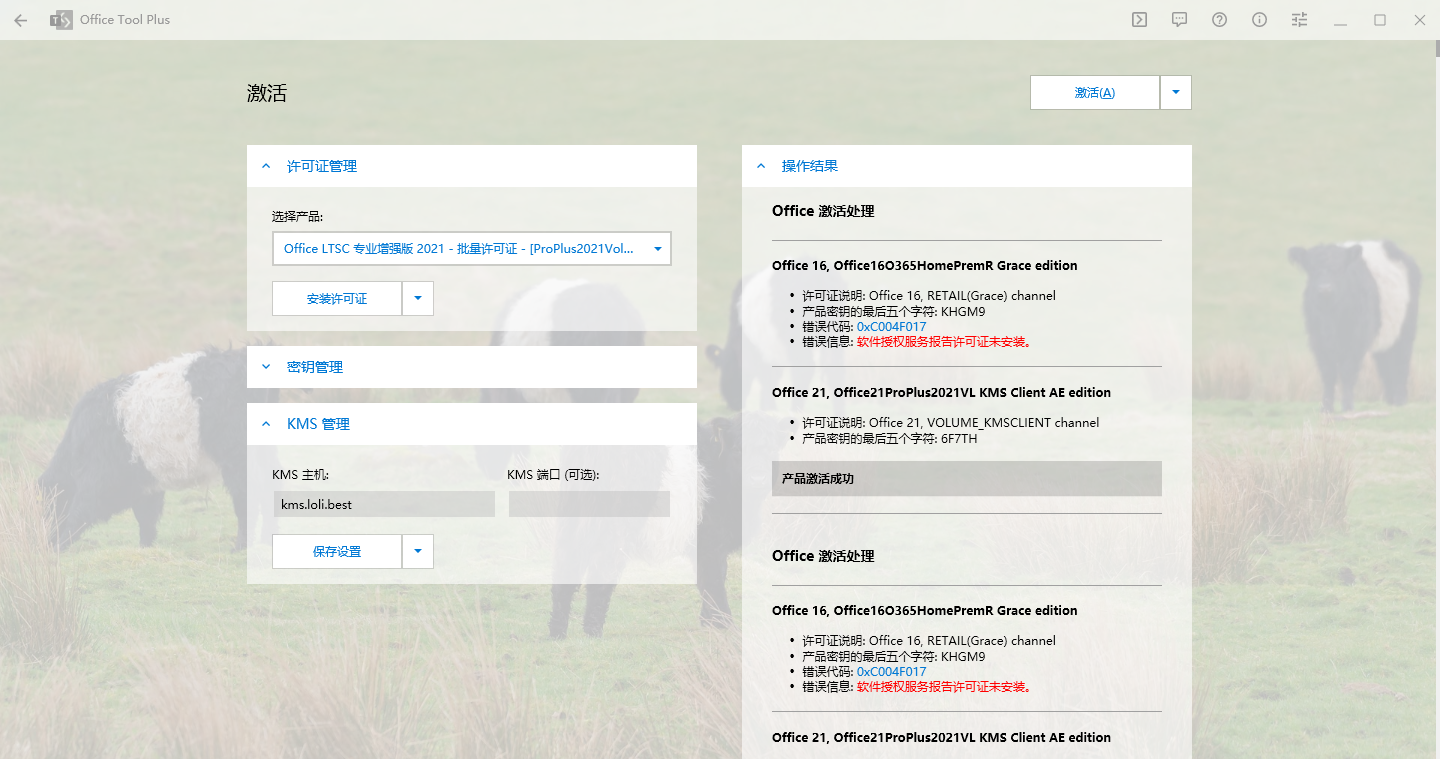 Office Tool Plus
激活
激活(A)
许可证管理
选择产品:
Office LTSC 专业增强版 2021 - 批量许可证 - [ProPlus2021Vol...
安装许可证
密钥管理
KMS 管理
KMS 主机:
KMS 端口 (可选):
kms.loli.best
保存设置
操作结果
Office 激活处理
Office 16, Office16O365HomePremR Grace edition
• 许可证说明: Office 16, RETAIL(Grace) channel
• 产品密钥的最后五个字符: KHGM9
• 错误代码: 0xC004F017
• 错误信息: 软件授权服务报告许可证未安装。
Office 21, Office21ProPlus2021VL KMS Client AE edition
• 许可证说明: Office 21, VOLUME_KMSCLIENT channel
• 产品密钥的最后五个字符: 6F7TH
产品激活成功
Office 激活处理
Office 16, Office16O365HomePremR Grace edition
• 许可证说明: Office 16, RETAIL(Grace) channel
• 产品密钥的最后五个字符: KHGM9
• 错误代码: 0xC004F017
• 错误信息: 软件授权服务报告许可证未安装。
Office 21, Office21ProPlus2021VL KMS Client AE edition